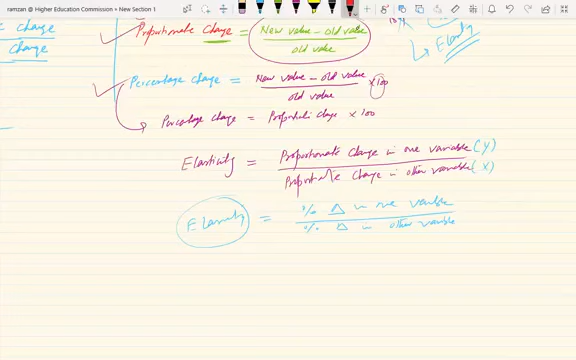 ramzan @ Higher Education Commission » New Section 1
change
change
Proportionate Change = New value – old value
old value
Elasticity
Percentage change = New value – old value × 100
old value
Percentage change = Proportionate change × 100
Elasticity = Proportionate Change in one variable (y)
Proportionate Change in other variable (x)
Elasticity = % Δ in one variable
% Δ in other variable